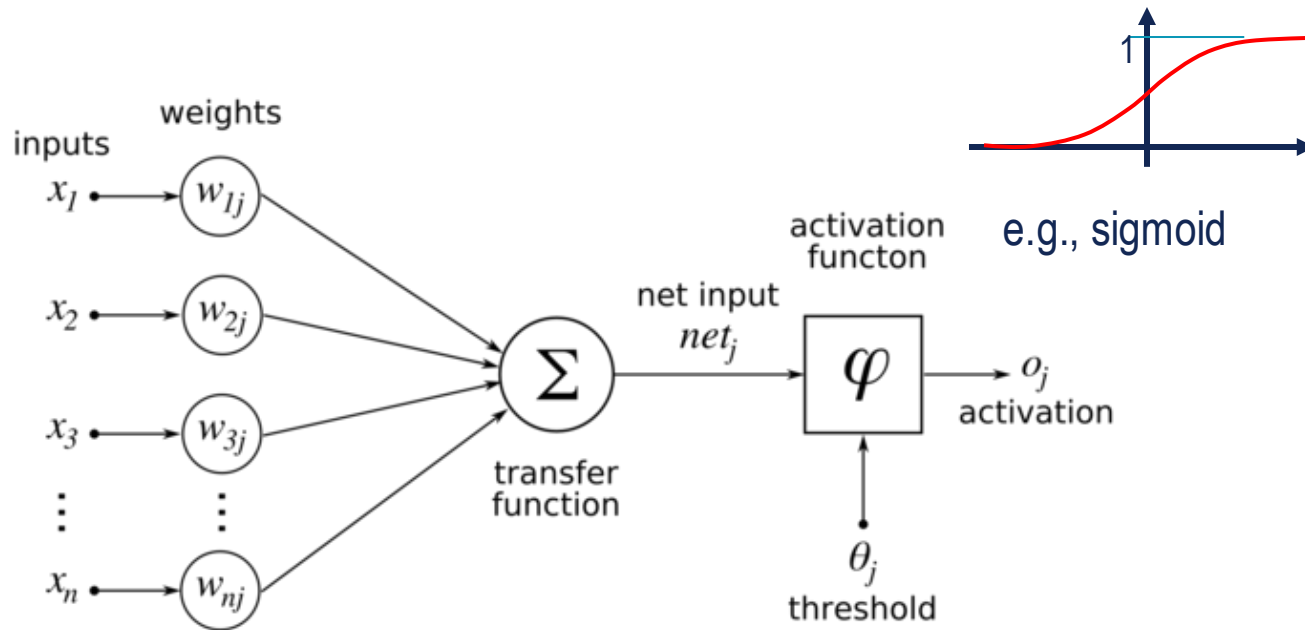 1
e.g., sigmoid
weights
inputs
x₁ w₁ⱼ
x₂ w₂ⱼ
x₃ w₃ⱼ
⋮ ⋮
xₙ wₙⱼ
Σ
transfer
function
net input
netⱼ
activation
functon
φ
oⱼ
activation
θⱼ
threshold